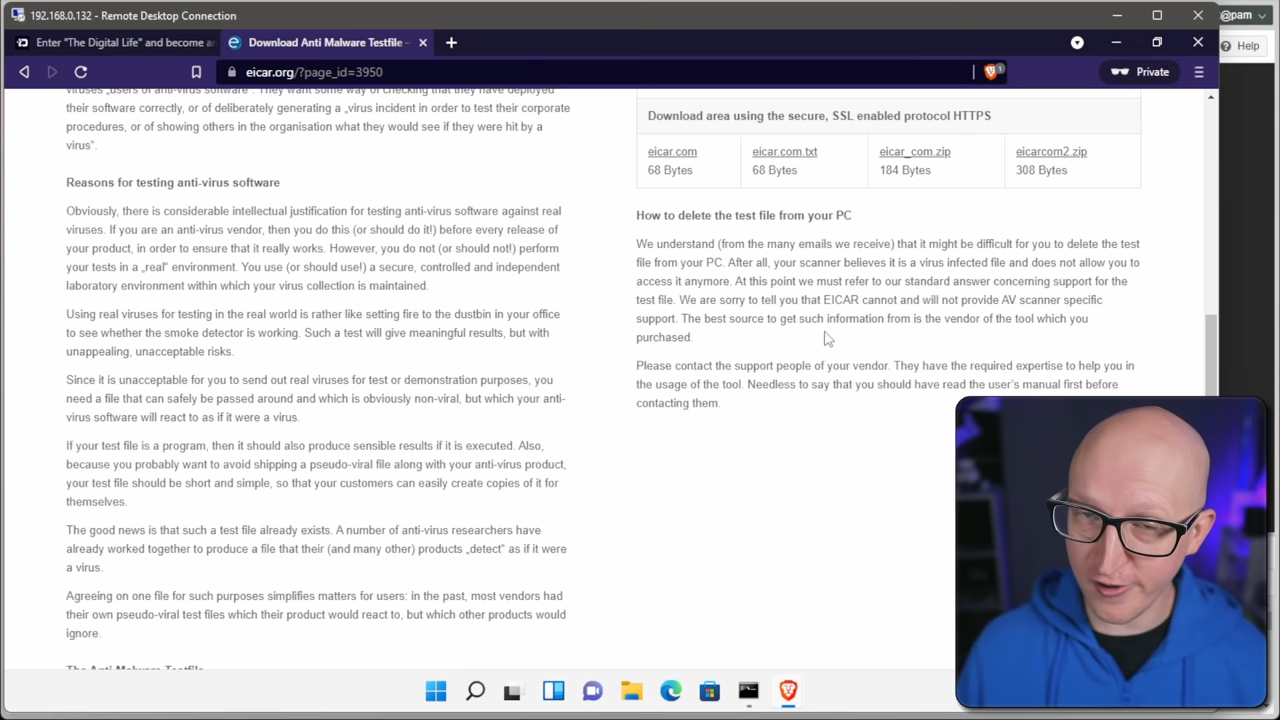 192.168.0.132 - Remote Desktop Connection
@pam
Enter "The Digital Life" and become a
Download Anti Malware Testfile -
Help
eicar.org/?page_id=3950
1
Private
viruses „users of anti-virus software“. They want some way of checking that they have deployed
their software correctly, or of deliberately generating a „virus incident in order to test their corporate
procedures, or of showing others in the organisation what they would see if they were hit by a
virus“.
Reasons for testing anti-virus software
Obviously, there is considerable intellectual justification for testing anti-virus software against real
viruses. If you are an anti-virus vendor, then you do this (or should do it!) before every release of
your product, in order to ensure that it really works. However, you do not (or should not!) perform
your tests in a „real“ environment. You use (or should use!) a secure, controlled and independent
laboratory environment within which your virus collection is maintained.
Using real viruses for testing in the real world is rather like setting fire to the dustbin in your office
to see whether the smoke detector is working. Such a test will give meaningful results, but with
unappealing, unacceptable risks.
Since it is unacceptable for you to send out real viruses for test or demonstration purposes, you
need a file that can safely be passed around and which is obviously non-viral, but which your anti-
virus software will react to as if it were a virus.
If your test file is a program, then it should also produce sensible results if it is executed. Also,
because you probably want to avoid shipping a pseudo-viral file along with your anti-virus product,
your test file should be short and simple, so that your customers can easily create copies of it for
themselves.
The good news is that such a test file already exists. A number of anti-virus researchers have
already worked together to produce a file that their (and many other) products „detect“ as if it were
a virus.
Agreeing on one file for such purposes simplifies matters for users: in the past, most vendors had
their own pseudo-viral test files which their product would react to, but which other products would
ignore.
The Anti Malware Testfile
Download area using the secure, SSL enabled protocol HTTPS
eicar.com
68 Bytes
eicar.com.txt
68 Bytes
eicar_com.zip
184 Bytes
eicarcom2.zip
308 Bytes
How to delete the test file from your PC
We understand (from the many emails we receive) that it might be difficult for you to delete the test
file from your PC. After all, your scanner believes it is a virus infected file and does not allow you to
access it anymore. At this point we must refer to our standard answer concerning support for the
test file. We are sorry to tell you that EICAR cannot and will not provide AV scanner specific
support. The best source to get such information from is the vendor of the tool which you
purchased.
Please contact the support people of your vendor. They have the required expertise to help you in
the usage of the tool. Needless to say that you should have read the user's manual first before
contacting them.